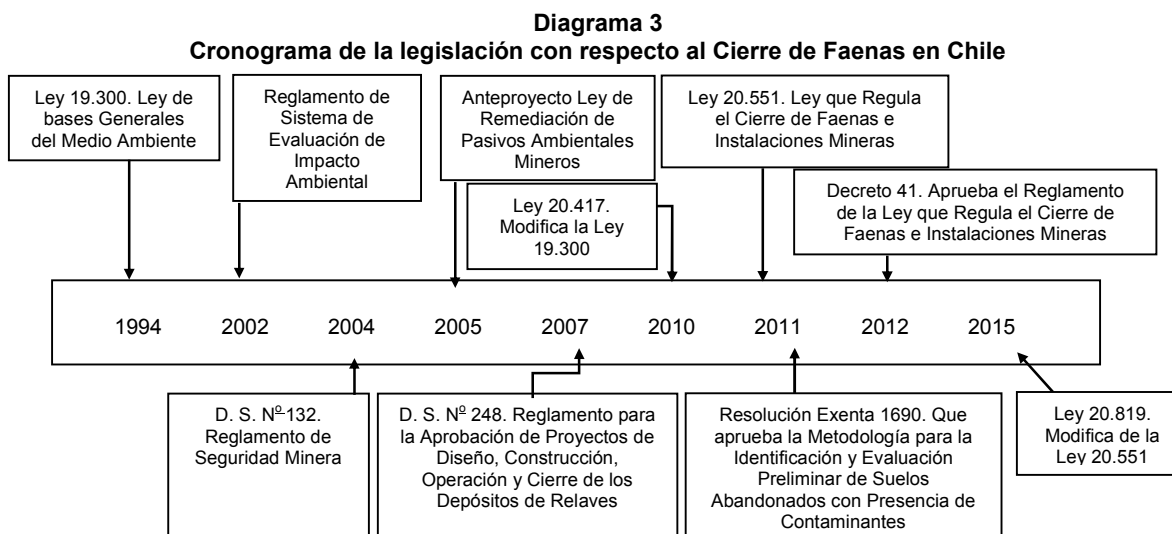 Diagrama 3
Cronograma de la legislación con respecto al Cierre de Faenas en Chile
Ley 19.300. Ley de
bases Generales
del Medio Ambiente
Reglamento de
Sistema de
Evaluación de
Impacto
Ambiental
Anteproyecto Ley de
Remediación de
Pasivos Ambientales
Mineros
Ley 20.417.
Modifica la Ley
19.300
Ley 20.551. Ley que Regula
el Cierre de Faenas e
Instalaciones Mineras
Decreto 41. Aprueba el Reglamento
de la Ley que Regula el Cierre de
Faenas e Instalaciones Mineras
1994 2002 2004 2005 2007 2010 2011 2012 2015
D. S. Nº 132.
Reglamento de
Seguridad Minera
D. S. Nº 248. Reglamento para
la Aprobación de Proyectos de
Diseño, Construcción,
Operación y Cierre de los
Depósitos de Relaves
Resolución Exenta 1690. Que
aprueba la Metodología para la
Identificación y Evaluación
Preliminar de Suelos
Abandonados con Presencia de
Contaminantes
Ley 20.819.
Modifica de la
Ley 20.551